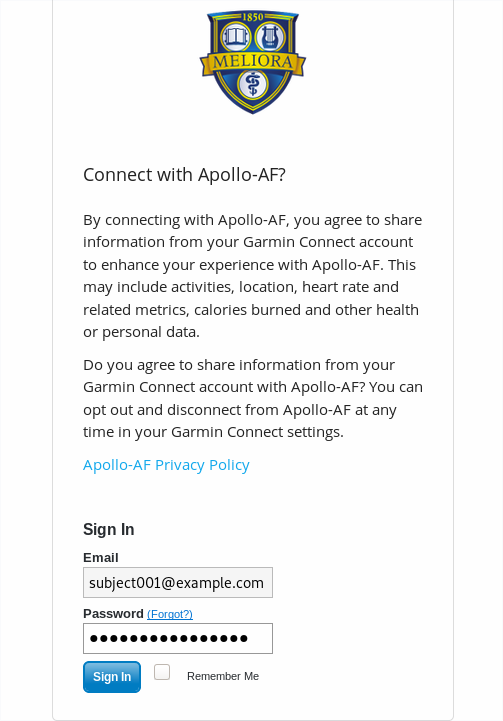 1850
MELIORA
Connect with Apollo-AF?
By connecting with Apollo-AF, you agree to share
information from your Garmin Connect account
to enhance your experience with Apollo-AF. This
may include activities, location, heart rate and
related metrics, calories burned and other health
or personal data.
Do you agree to share information from your
Garmin Connect account with Apollo-AF? You can
opt out and disconnect from Apollo-AF at any
time in your Garmin Connect settings.
Apollo-AF Privacy Policy
Sign In
Email
subject001@example.com
Password (Forgot?)
●●●●●●●●●●●●●●●●
Sign In Remember Me